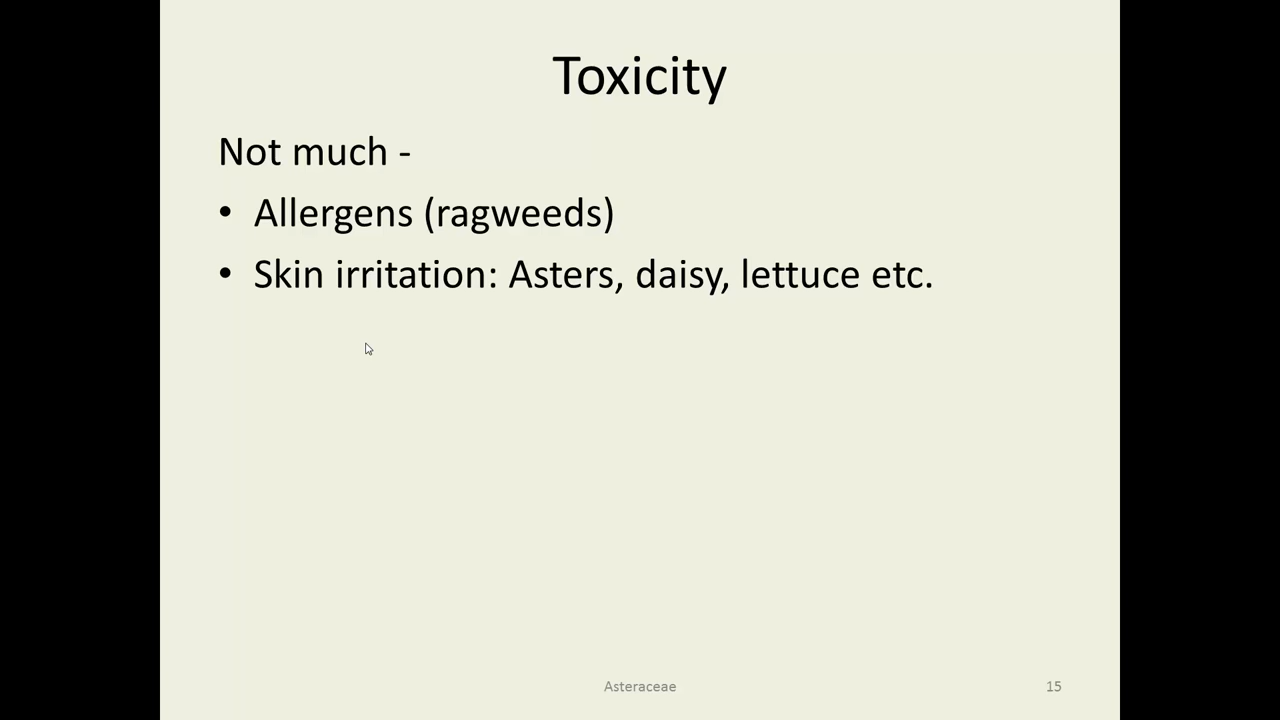 Toxicity
Not much -
• Allergens (ragweeds)
• Skin irritation: Asters, daisy, lettuce etc.
Asteraceae
15